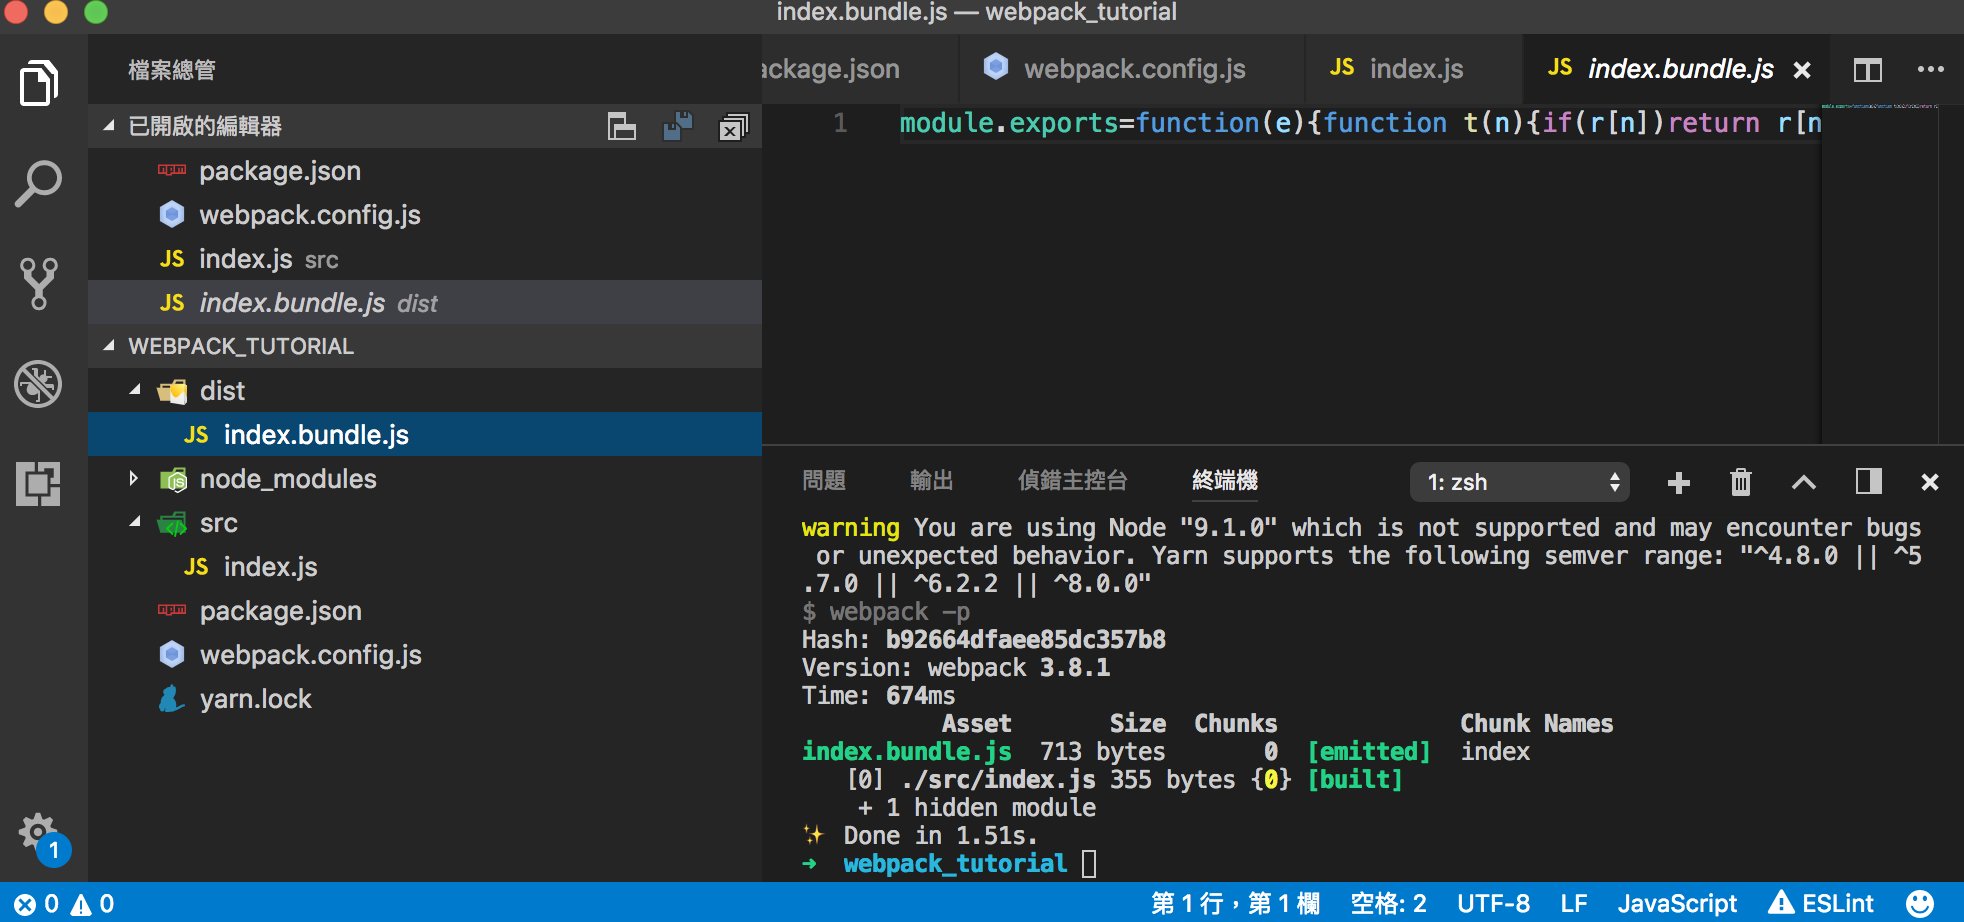 index.bundle.js — webpack_tutorial
檔案總管
已開啟的編輯器
package.json
webpack.config.js
JS index.js src
JS index.bundle.js dist
WEBPACK_TUTORIAL
dist
JS index.bundle.js
node_modules
src
JS index.js
package.json
webpack.config.js
yarn.lock
1
ackage.json webpack.config.js JS index.js JS index.bundle.js
1 module.exports=function(e){function t(n){if(r[n])return r[n
問題 輸出 偵錯主控台 終端機 1: zsh
warning You are using Node "9.1.0" which is not supported and may encounter bugs
or unexpected behavior. Yarn supports the following semver range: "^4.8.0 || ^5
.7.0 || ^6.2.2 || ^8.0.0"
$ webpack -p
Hash: b92664dfaee85dc357b8
Version: webpack 3.8.1
Time: 674ms
Asset Size Chunks Chunk Names
index.bundle.js 713 bytes 0 [emitted] index
[0] ./src/index.js 355 bytes {0} [built]
+ 1 hidden module
✨ Done in 1.51s.
➜ webpack_tutorial
0 0 第 1 行，第 1 欄 空格: 2 UTF-8 LF JavaScript ESLint